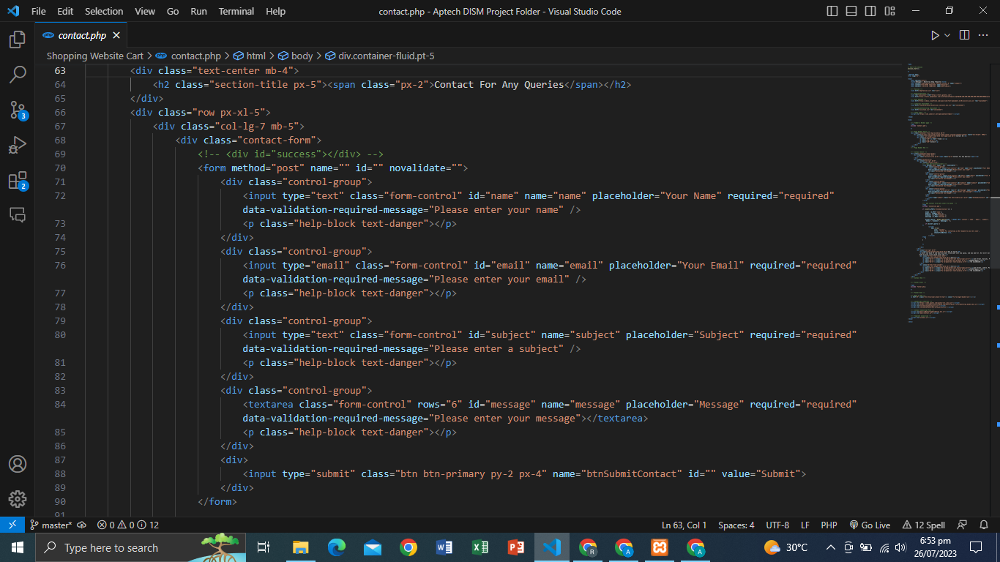 File Edit Selection View Go Run Terminal Help contact.php - Aptech DISM Project Folder - Visual Studio Code
php contact.php
Shopping Website Cart > contact.php > html > body > div.container-fluid.pt-5
63 <div class="text-center mb-4">
64 <h2 class="section-title px-5"><span class="px-2">Contact For Any Queries</span></h2>
65 </div>
66 <div class="row px-xl-5">
67 <div class="col-lg-7 mb-5">
68 <div class="contact-form">
69 <!-- <div id="success"></div> -->
70 <form method="post" name="" id="" novalidate="">
71 <div class="control-group">
72 <input type="text" class="form-control" id="name" name="name" placeholder="Your Name" required="required"
data-validation-required-message="Please enter your name" />
73 <p class="help-block text-danger"></p>
74 </div>
75 <div class="control-group">
76 <input type="email" class="form-control" id="email" name="email" placeholder="Your Email" required="required"
data-validation-required-message="Please enter your email" />
77 <p class="help-block text-danger"></p>
78 </div>
79 <div class="control-group">
80 <input type="text" class="form-control" id="subject" name="subject" placeholder="Subject" required="required"
data-validation-required-message="Please enter a subject" />
81 <p class="help-block text-danger"></p>
82 </div>
83 <div class="control-group">
84 <textarea class="form-control" rows="6" id="message" name="message" placeholder="Message" required="required"
data-validation-required-message="Please enter your message"></textarea>
85 <p class="help-block text-danger"></p>
86 </div>
87 <div>
88 <input type="submit" class="btn btn-primary py-2 px-4" name="btnSubmitContact" id="" value="Submit">
89 </div>
90 </form>
91
3
2
master* 0 0 12 Ln 63, Col 1 Spaces: 4 UTF-8 LF PHP Go Live 12 Spell
Type here to search 30°C 6:53 pm
26/07/2023